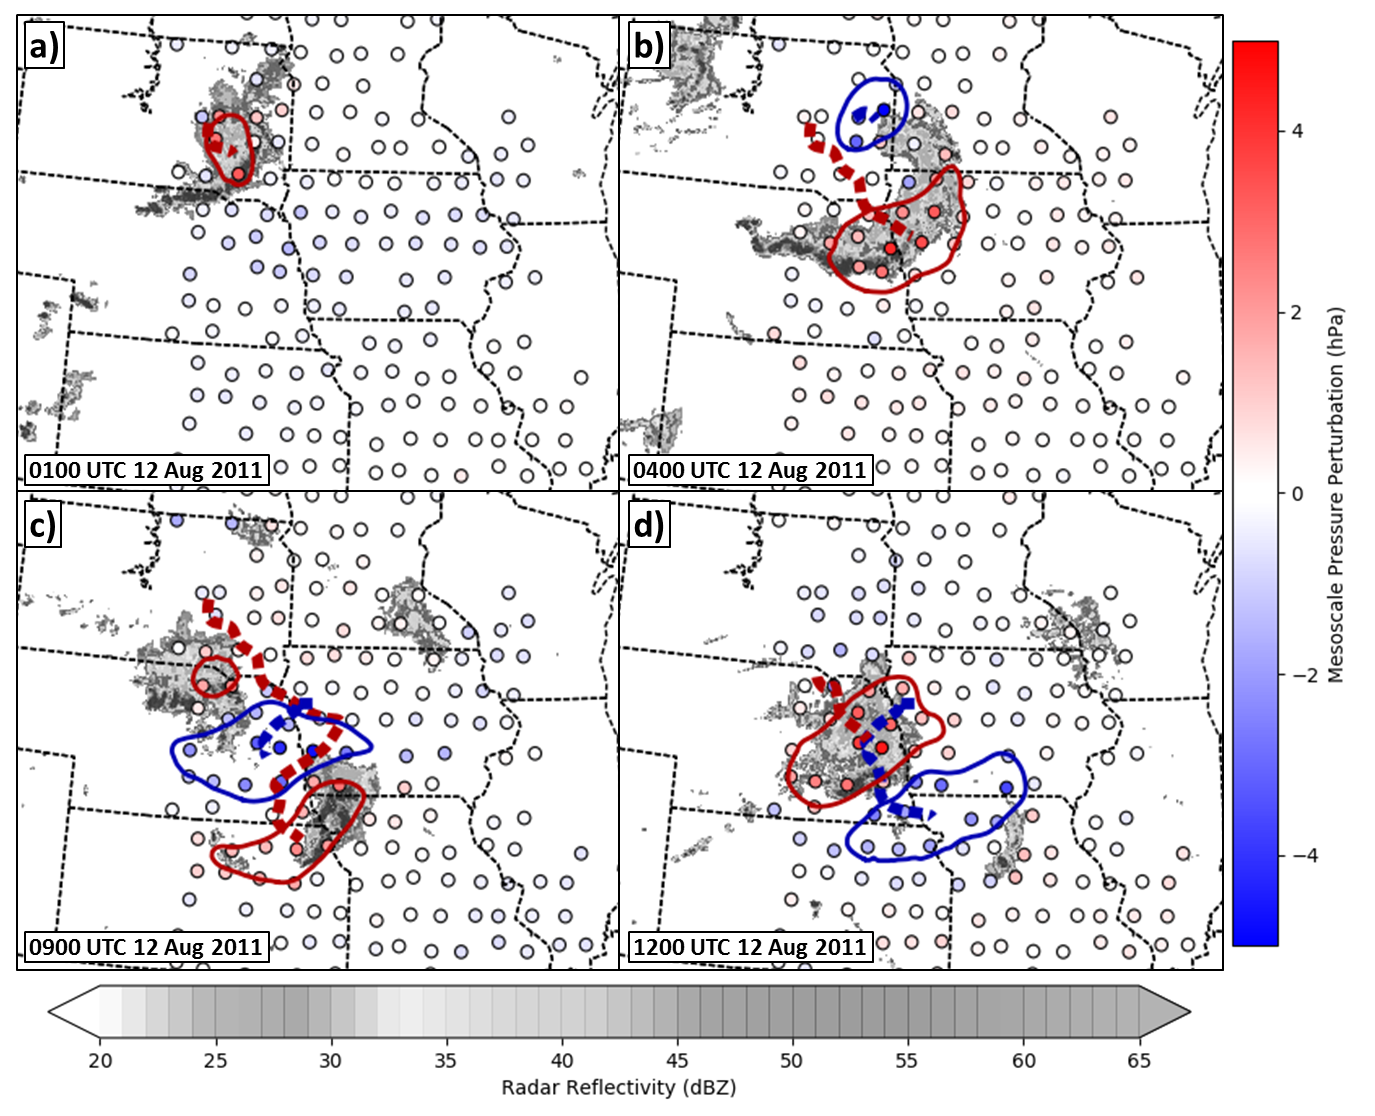 a)
b)
0100 UTC 12 Aug 2011
0400 UTC 12 Aug 2011
c)
d)
0900 UTC 12 Aug 2011
1200 UTC 12 Aug 2011
4
2
0
−2
−4
Mesoscale Pressure Perturbation (hPa)
20 25 30 35 40 45 50 55 60 65
Radar Reflectivity (dBZ)